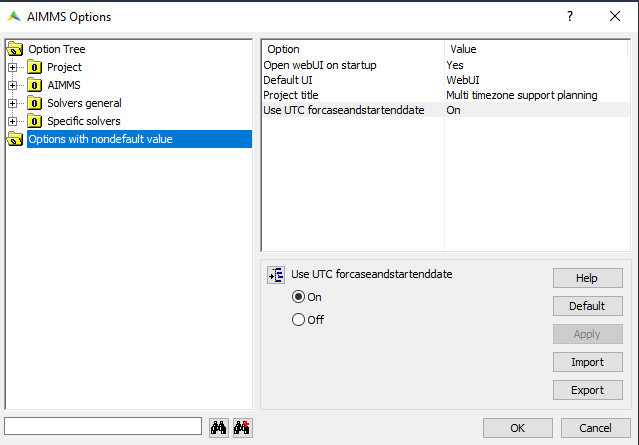 AIMMS Options
Option Tree
Project
AIMMS
Solvers general
Specific solvers
Options with nondefault value
Option Value
Open webUI on startup Yes
Default UI WebUI
Project title Multi timezone support planning
Use UTC forcaseandstartenddate On
Use UTC forcaseandstartenddate
On
Off
Help
Default
Apply
Import
Export
OK Cancel